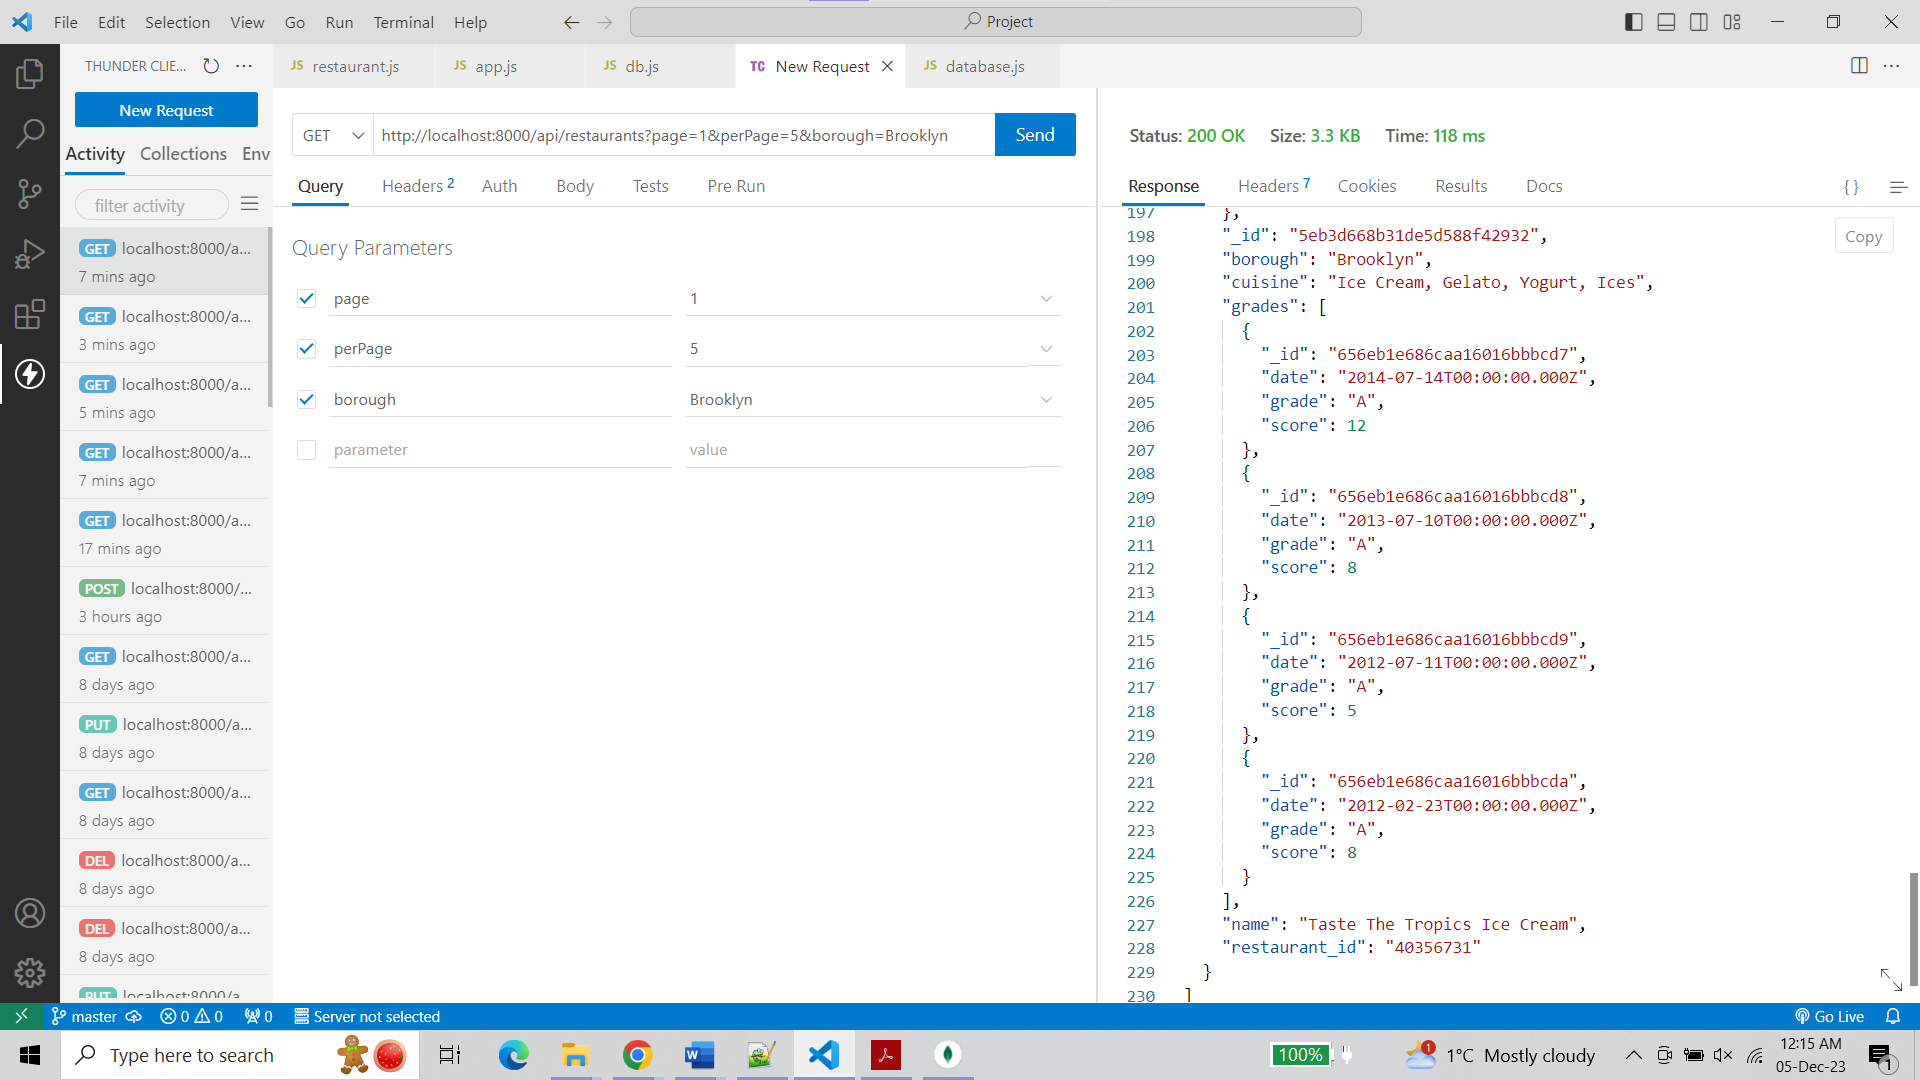 File Edit Selection View Go Run Terminal Help
Project
THUNDER CLIE...
JS restaurant.js
JS app.js
JS db.js
TC New Request
JS database.js
New Request
Activity Collections Env
filter activity
GET localhost:8000/a...
7 mins ago
GET localhost:8000/a...
3 mins ago
GET localhost:8000/a...
5 mins ago
GET localhost:8000/a...
7 mins ago
GET localhost:8000/a...
17 mins ago
POST localhost:8000/...
3 hours ago
GET localhost:8000/a...
8 days ago
PUT localhost:8000/a...
8 days ago
GET localhost:8000/a...
8 days ago
DEL localhost:8000/a...
8 days ago
DEL localhost:8000/a...
8 days ago
PUT localhost:8000/a
GET http://localhost:8000/api/restaurants?page=1&perPage=5&borough=Brooklyn Send
Query Headers 2 Auth Body Tests Pre Run
Query Parameters
page 1
perPage 5
borough Brooklyn
parameter value
Status: 200 OK Size: 3.3 KB Time: 118 ms
Response Headers 7 Cookies Results Docs { }
Copy
197 },
198 "_id": "5eb3d668b31de5d588f42932",
199 "borough": "Brooklyn",
200 "cuisine": "Ice Cream, Gelato, Yogurt, Ices",
201 "grades": [
202 {
203 "_id": "656eb1e686caa16016bbbcd7",
204 "date": "2014-07-14T00:00:00.000Z",
205 "grade": "A",
206 "score": 12
207 },
208 {
209 "_id": "656eb1e686caa16016bbbcd8",
210 "date": "2013-07-10T00:00:00.000Z",
211 "grade": "A",
212 "score": 8
213 },
214 {
215 "_id": "656eb1e686caa16016bbbcd9",
216 "date": "2012-07-11T00:00:00.000Z",
217 "grade": "A",
218 "score": 5
219 },
220 {
221 "_id": "656eb1e686caa16016bbbcda",
222 "date": "2012-02-23T00:00:00.000Z",
223 "grade": "A",
224 "score": 8
225 }
226 ],
227 "name": "Taste The Tropics Ice Cream",
228 "restaurant_id": "40356731"
229 }
230 ]
master 0 0 0 Server not selected Go Live
Type here to search
100%
1
1°C Mostly cloudy
12:15 AM
05-Dec-23
1